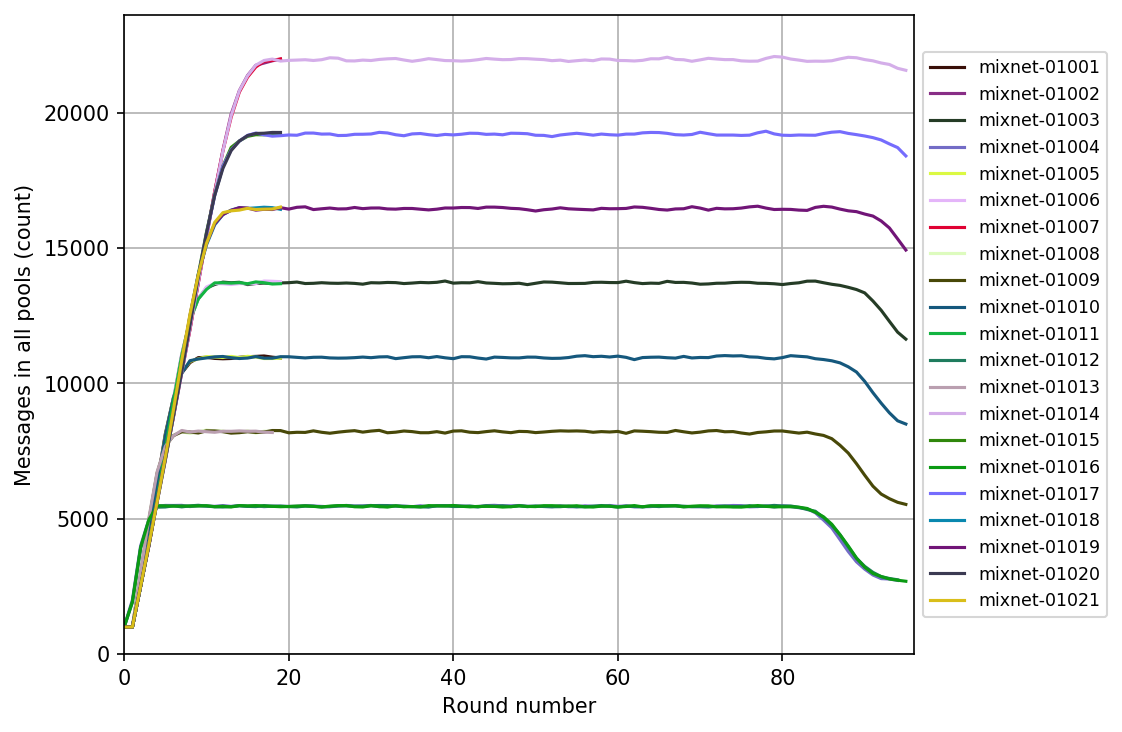 Messages in all pools (count)
20000
15000
10000
5000
0
0 20 40 60 80
Round number
mixnet-01001
mixnet-01002
mixnet-01003
mixnet-01004
mixnet-01005
mixnet-01006
mixnet-01007
mixnet-01008
mixnet-01009
mixnet-01010
mixnet-01011
mixnet-01012
mixnet-01013
mixnet-01014
mixnet-01015
mixnet-01016
mixnet-01017
mixnet-01018
mixnet-01019
mixnet-01020
mixnet-01021